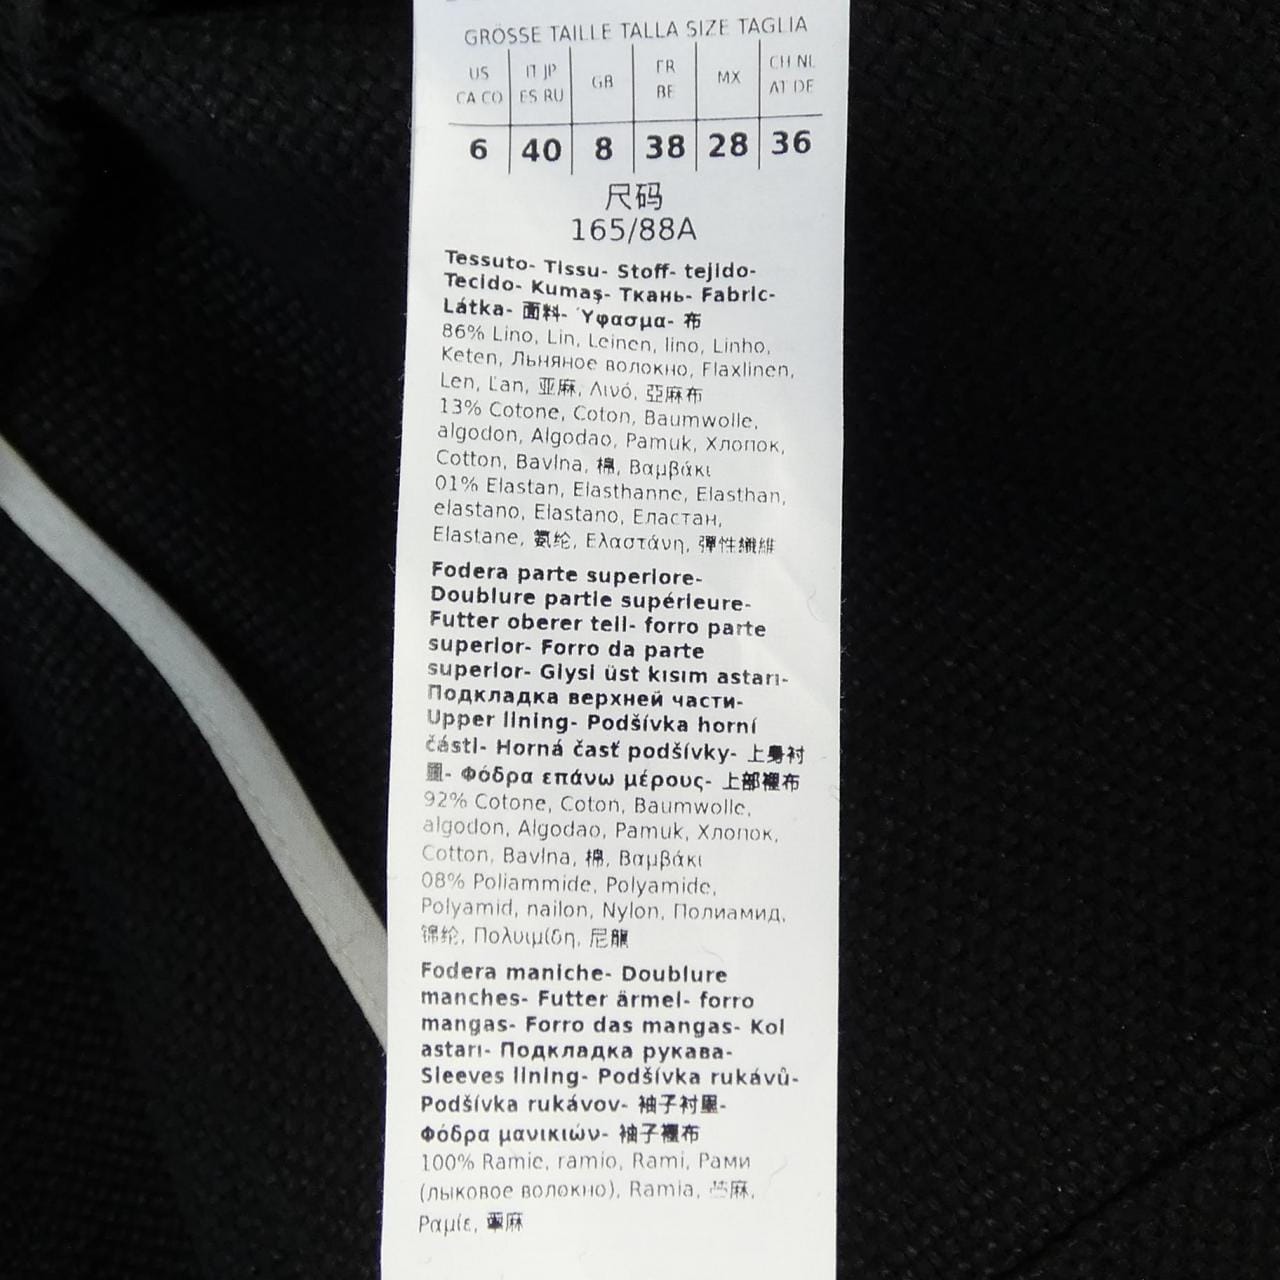 GRÖSSE TAILLE TALLA SIZE TAGLIA
US CA CO | IT JP ES RU | GB | FR BE | MX | CH NL AT DE
6 | 40 | 8 | 38 | 28 | 36
尺码
165/88A
Tessuto- Tissu- Stoff- tejido-
Tecido- Kumaş- Ткань- Fabric-
Látka- 面料- Ύφασμα- 布
86% Lino, Lin, Leinen, lino, Linho,
Keten, Льняное волокно, Flaxlinen,
Len, Ľan, 亚麻, Λινό, 亞麻布
13% Cotone, Coton, Baumwolle,
algodon, Algodao, Pamuk, Хлопок,
Cotton, Bavlna, 棉, Βαμβάκι
01% Elastan, Elasthanne, Elasthan,
elastano, Elastano, Еластан,
Elastane, 氨纶, Ελαστάνη, 彈性纖維
Fodera parte superiore-
Doublure partie supérieure-
Futter oberer teil- forro parte
superior- Forro da parte
superior- Giysi üst kısım astarı-
Подкладка верхней части-
Upper lining- Podšívka horní
části- Horná časť podšívky- 上身衬
里- Φόδρα επάνω μέρους- 上部裡布
92% Cotone, Coton, Baumwolle,
algodon, Algodao, Pamuk, Хлопок,
Cotton, Bavlna, 棉, Βαμβάκι
08% Poliammide, Polyamide,
Polyamid, nailon, Nylon, Полиамид,
锦纶, Πολυιμίδη, 尼龍
Fodera maniche- Doublure
manches- Futter ärmel- forro
mangas- Forro das mangas- Kol
astarı- Подкладка рукава-
Sleeves lining- Podšívka rukávů-
Podšívka rukávov- 袖子衬里-
Φόδρα μανικιών- 袖子裡布
100% Ramie, ramio, Rami, Рами
(лыковое волокно), Ramia, 苎麻,
Ραμίε, 苧麻